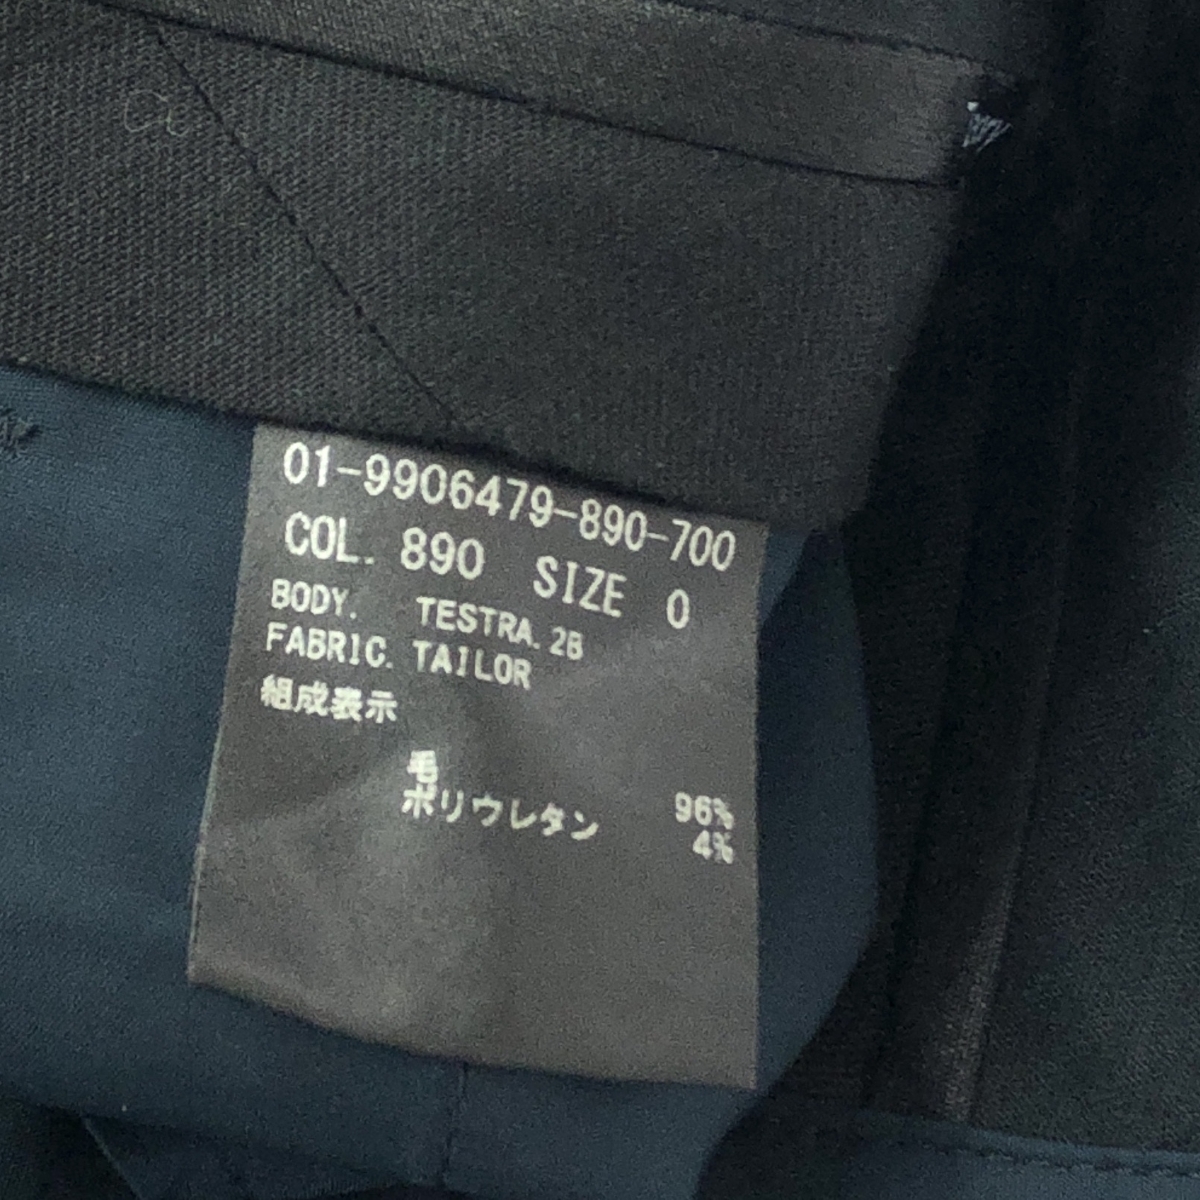 01-9906479-890-700
COL. 890 SIZE 0
BODY. TESTRA.2B
FABRIC. TAILOR
組成表示
毛 96%
ポリウレタン 4%